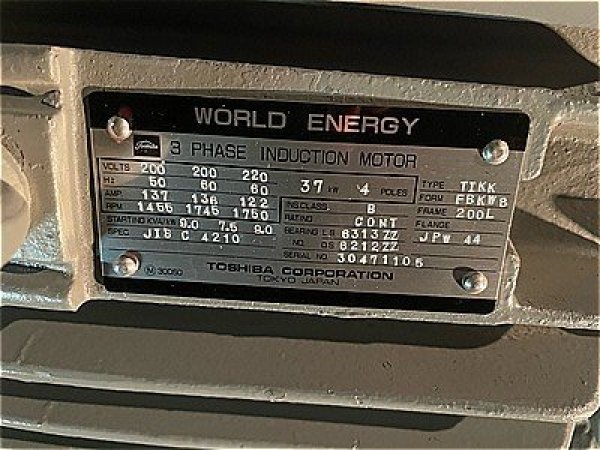 WORLD ENERGY
Toshiba 3 PHASE INDUCTION MOTOR
VOLTS 200 200 220 37 kW 4 POLES TYPE TIKK
Hz 50 60 60 FORM FBKW8
AMP. 137 136 122 INS.CLASS B FRAME 200L
RPM 1455 1745 1750 RATING CONT FLANGE
STARTING KVA/kW 9.0 7.5 9.0 BEARING L.S 6313ZZ JPW 44
SPEC JIS C 4210 NO. O.S 6212ZZ
SERIAL NO. 30471105
M 30050 TOSHIBA CORPORATION
TOKYO JAPAN